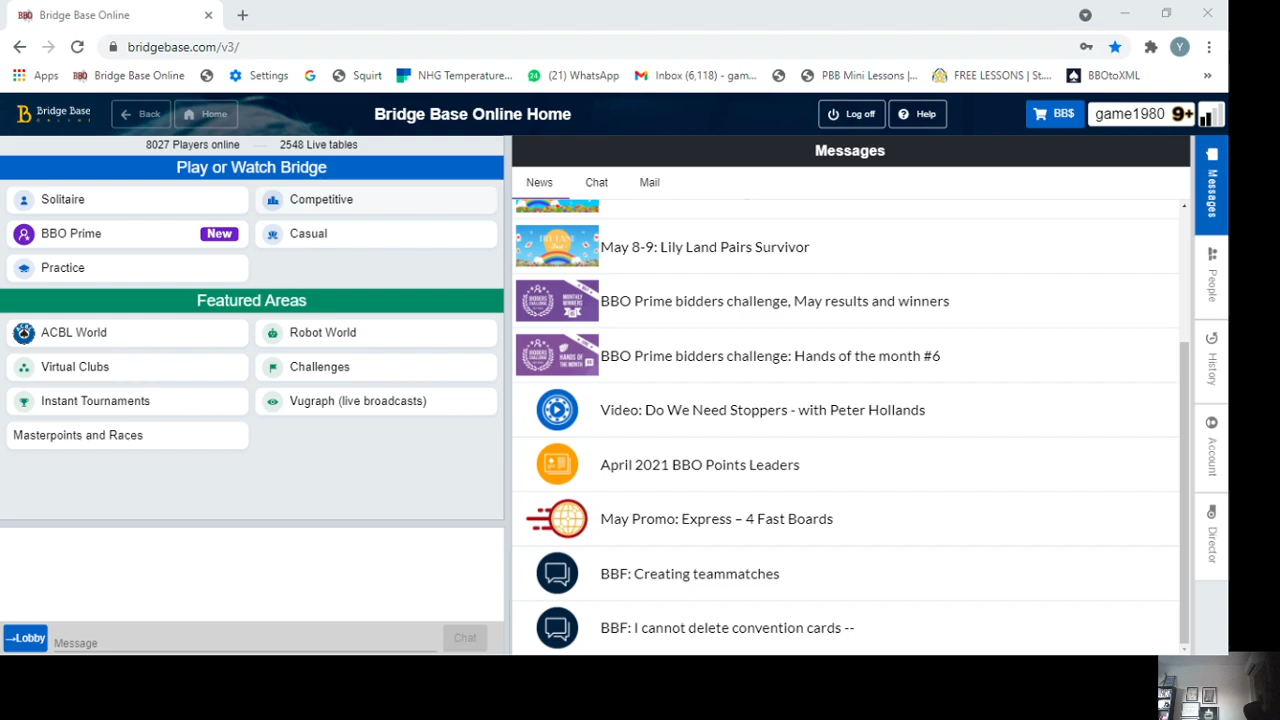 Bridge Base Online
bridgebase.com/v3/
Apps Bridge Base Online Settings Squirt NHG Temperature... (21) WhatsApp Inbox (6,118) - gam... PBB Mini Lessons |... FREE LESSONS | St... BBOtoXML »
Bridge Base ONLINE Back Home Bridge Base Online Home Log off Help BB$ game1980 9+
8027 Players online 2548 Live tables
Play or Watch Bridge
Solitaire Competitive
BBO Prime New Casual
Practice
Featured Areas
ACBL World Robot World
Virtual Clubs Challenges
Instant Tournaments Vugraph (live broadcasts)
Masterpoints and Races
→Lobby Message Chat
Messages
News Chat Mail
May 8-9: Lily Land Pairs Survivor
BBO Prime bidders challenge, May results and winners
BBO Prime bidders challenge: Hands of the month #6
Video: Do We Need Stoppers - with Peter Hollands
April 2021 BBO Points Leaders
May Promo: Express – 4 Fast Boards
BBF: Creating teammatches
BBF: I cannot delete convention cards --
Messages
People
History
Account
Director